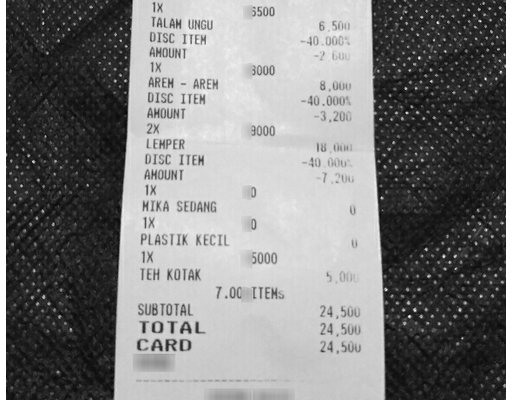 1X 6500
TALAM UNGU 6,500
DISC ITEM -40.000%
AMOUNT -2 600
1X 8000
AREM - AREM 8,000
DISC ITEM -40.000%
AMOUNT -3,200
2X 9000
LEMPER 18,000
DISC ITEM -40.000%
AMOUNT -7,200
1X 0
MIKA SEDANG 0
1X 0
PLASTIK KECIL 0
1X 5000
TEH KOTAK 5,000
7.00 ITEMs
SUBTOTAL 24,500
TOTAL 24,500
CARD 24,500